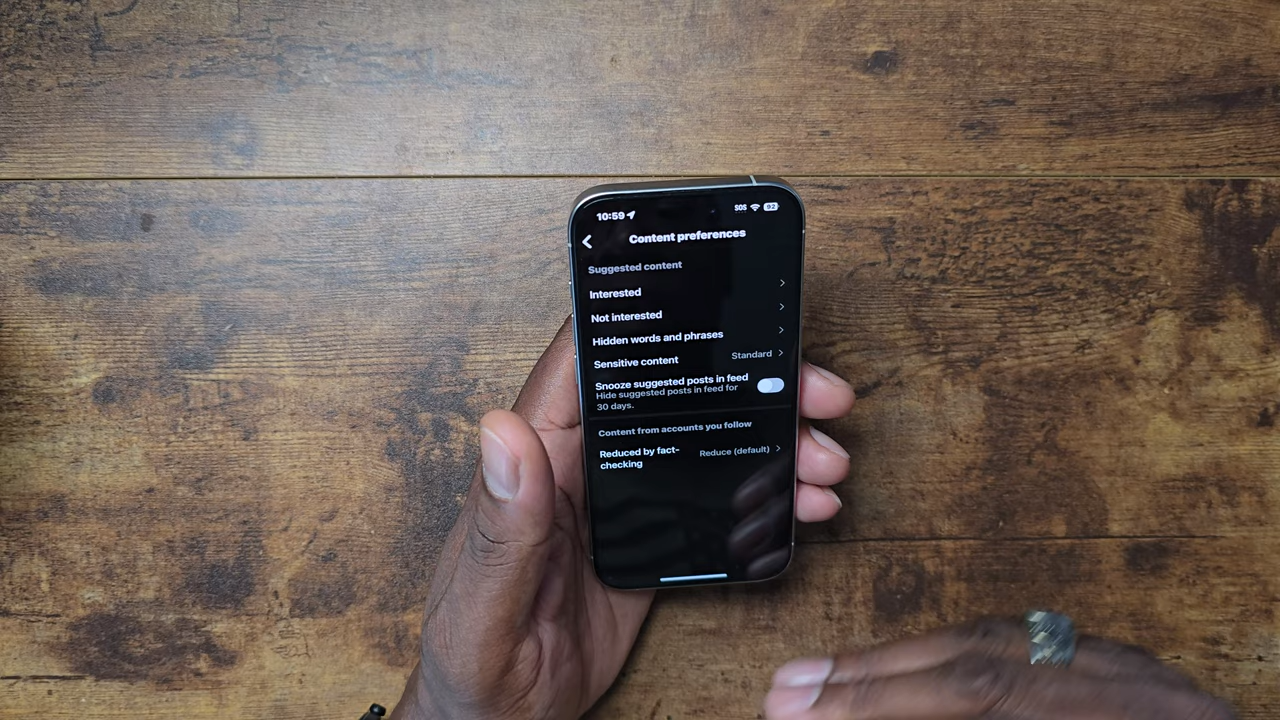 10:59 SOS 92
Content preferences
Suggested content
Interested
Not interested
Hidden words and phrases
Sensitive content Standard
Snooze suggested posts in feed
Hide suggested posts in feed for
30 days.
Content from accounts you follow
Reduced by fact- Reduce (default)
checking